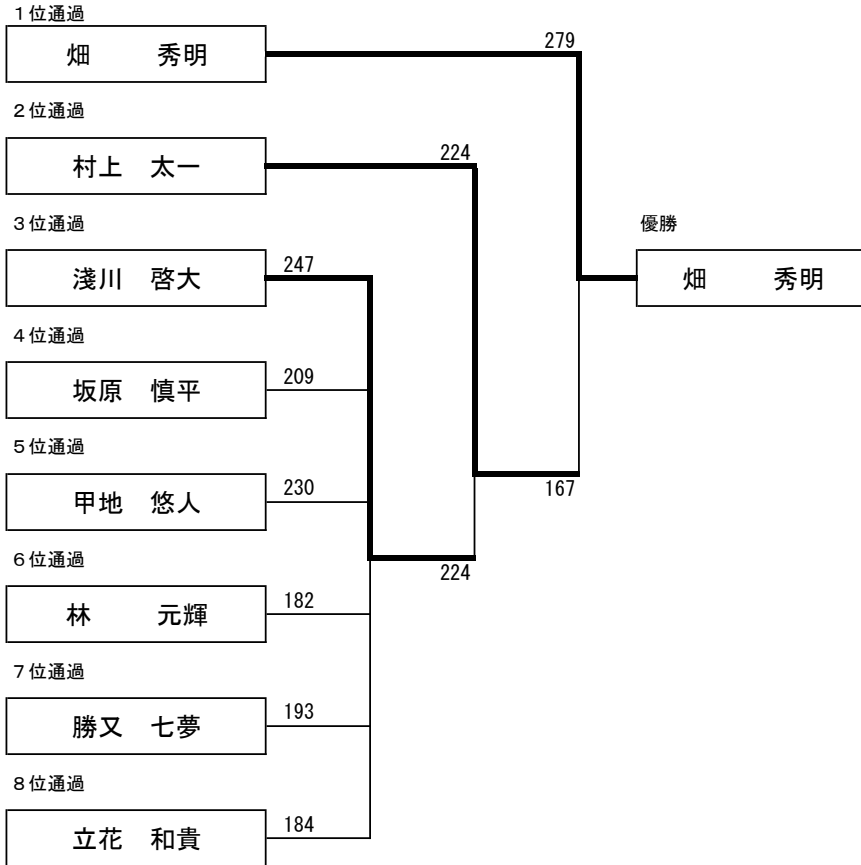 1位通過
畑　　秀明
279
2位通過
村上　太一
224
3位通過
優勝
淺川　啓大
247
畑　　秀明
4位通過
坂原　慎平
209
5位通過
甲地　悠人
230
167
6位通過
224
林　　元輝
182
7位通過
勝又　七夢
193
8位通過
立花　和貴
184